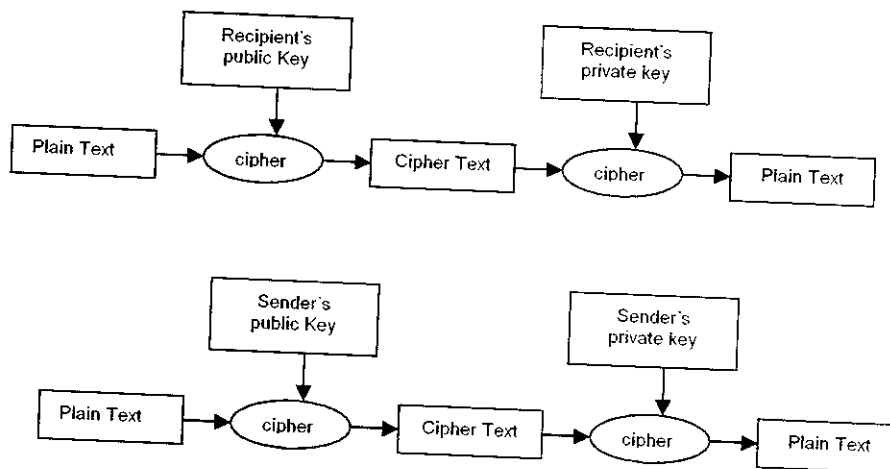 Recipient's
public Key
Recipient's
private key
Plain Text
cipher
Cipher Text
cipher
Plain Text
Sender's
public Key
Sender's
private key
Plain Text
cipher
Cipher Text
cipher
Plain Text